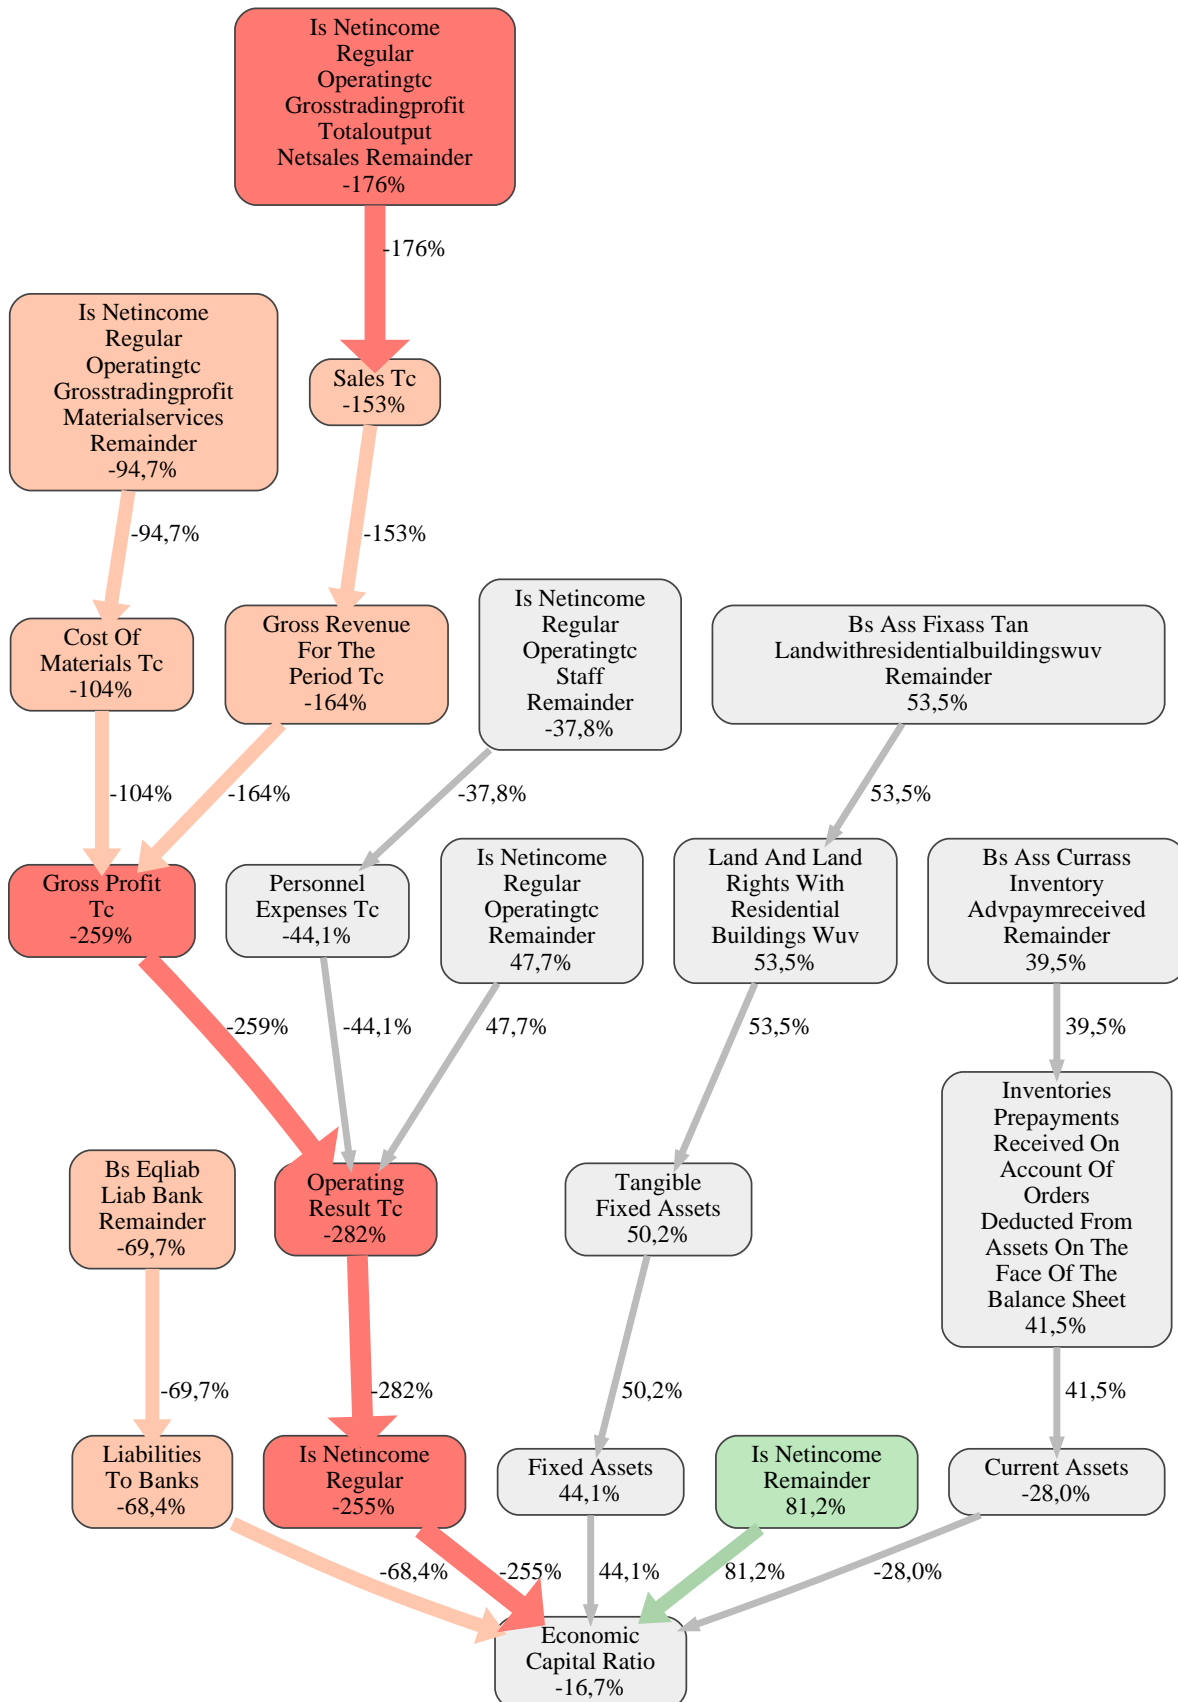 Is Netincome
Regular
Operatingtc
Grosstradingprofit
Totaloutput
Netsales Remainder
-176%
-176%
Is Netincome
Regular
Operatingtc
Grosstradingprofit
Materialservices
Remainder
-94,7%
Sales Tc
-153%
-94,7%
-153%
Cost Of
Materials Tc
-104%
Gross Revenue
For The
Period Tc
-164%
Is Netincome
Regular
Operatingtc
Staff
Remainder
-37,8%
Bs Ass Fixass Tan
Landwithresidentialbuildingswuv
Remainder
53,5%
-104%
-164%
-37,8%
53,5%
Gross Profit
Tc
-259%
Personnel
Expenses Tc
-44,1%
Is Netincome
Regular
Operatingtc
Remainder
47,7%
Land And Land
Rights With
Residential
Buildings Wuv
53,5%
Bs Ass Currass
Inventory
Advpaymreceived
Remainder
39,5%
-259%
-44,1%
47,7%
53,5%
39,5%
Bs Eqliab
Liab Bank
Remainder
-69,7%
Operating
Result Tc
-282%
Tangible
Fixed Assets
50,2%
Inventories
Prepayments
Received On
Account Of
Orders
Deducted From
Assets On The
Face Of The
Balance Sheet
41,5%
-69,7%
-282%
50,2%
41,5%
Liabilities
To Banks
-68,4%
Is Netincome
Regular
-255%
Fixed Assets
44,1%
Is Netincome
Remainder
81,2%
Current Assets
-28,0%
-68,4%
-255%
44,1%
81,2%
-28,0%
Economic
Capital Ratio
-16,7%